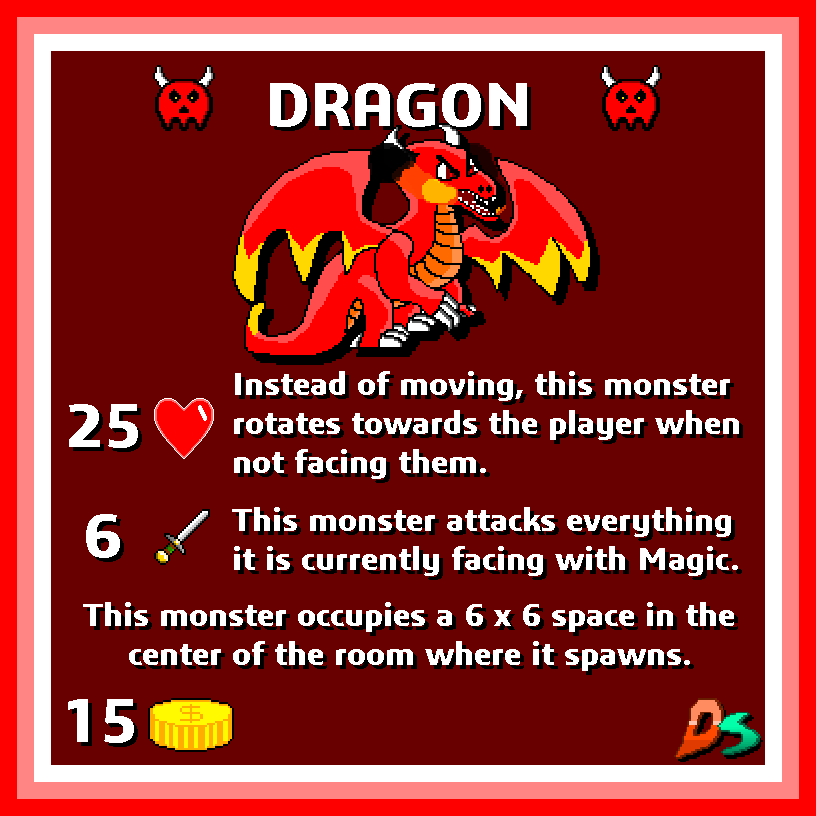 DRAGON
25
Instead of moving, this monster
rotates towards the player when
not facing them.
6
This monster attacks everything
it is currently facing with Magic.
This monster occupies a 6 x 6 space in the
center of the room where it spawns.
15
$
DS